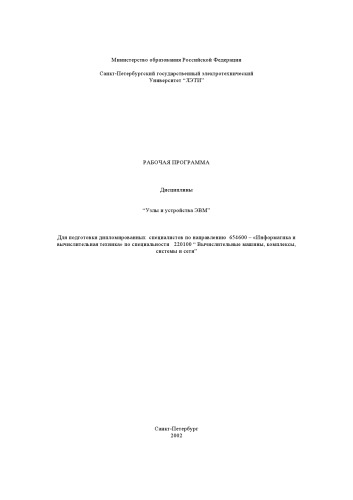 Министерство образования Российской Федерации
Санкт-Петербургский государственный электротехнический
Университет “ЛЭТИ”
РАБОЧАЯ ПРОГРАММА
Дисциплины
“Узлы и устройства ЭВМ”
Для подготовки дипломированных специалистов по направлению 654600 – «Информатика и
вычислительная техника» по специальности 220100 “ Вычислительные машины, комплексы,
системы и сети”
Санкт-Петербург
2002